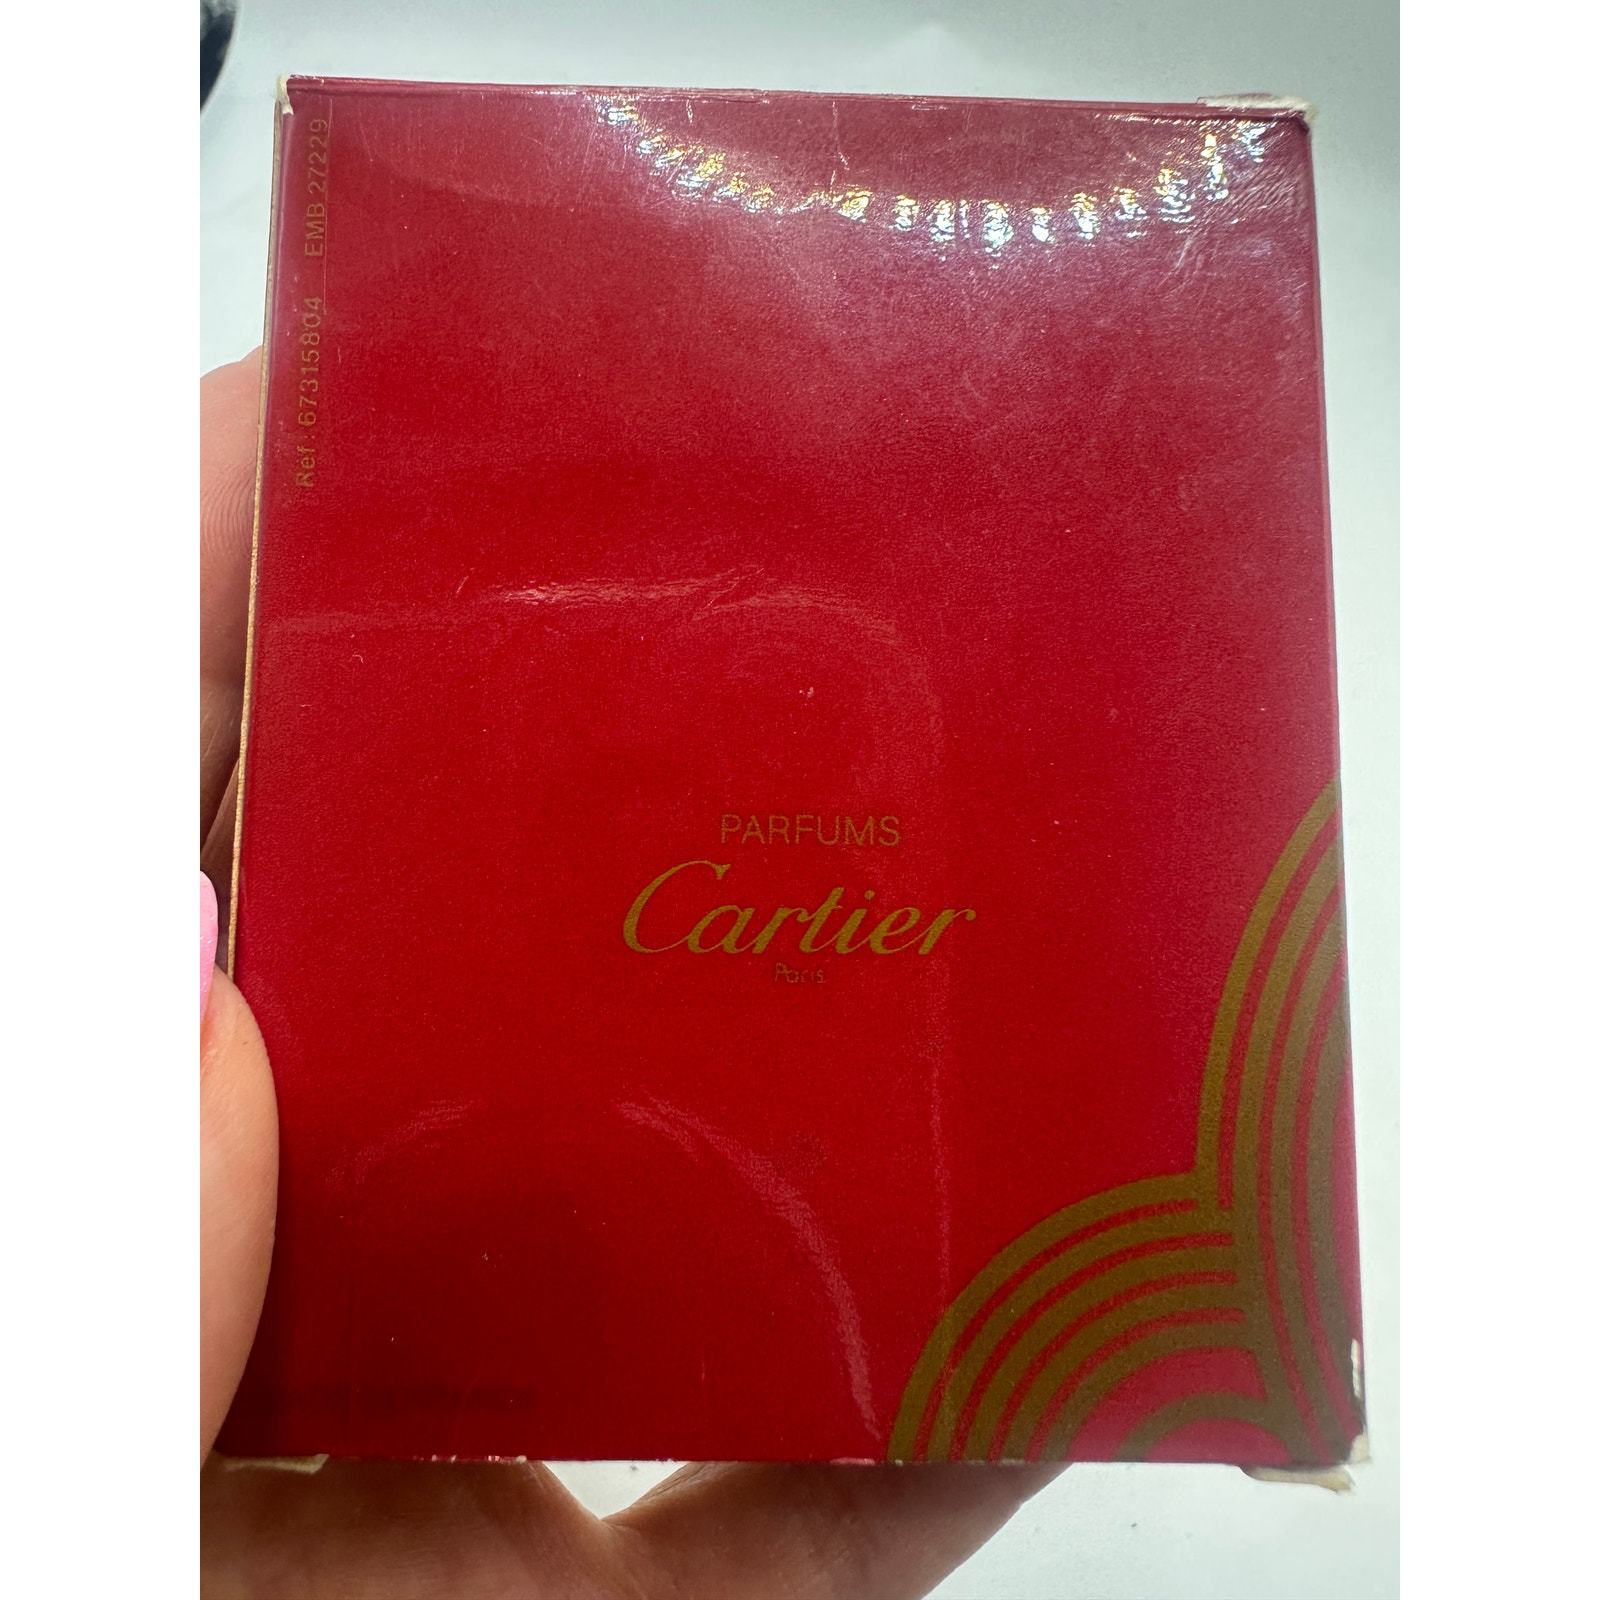 Ref: 67315804 EMB 27229
PARFUMS
Cartier
Paris